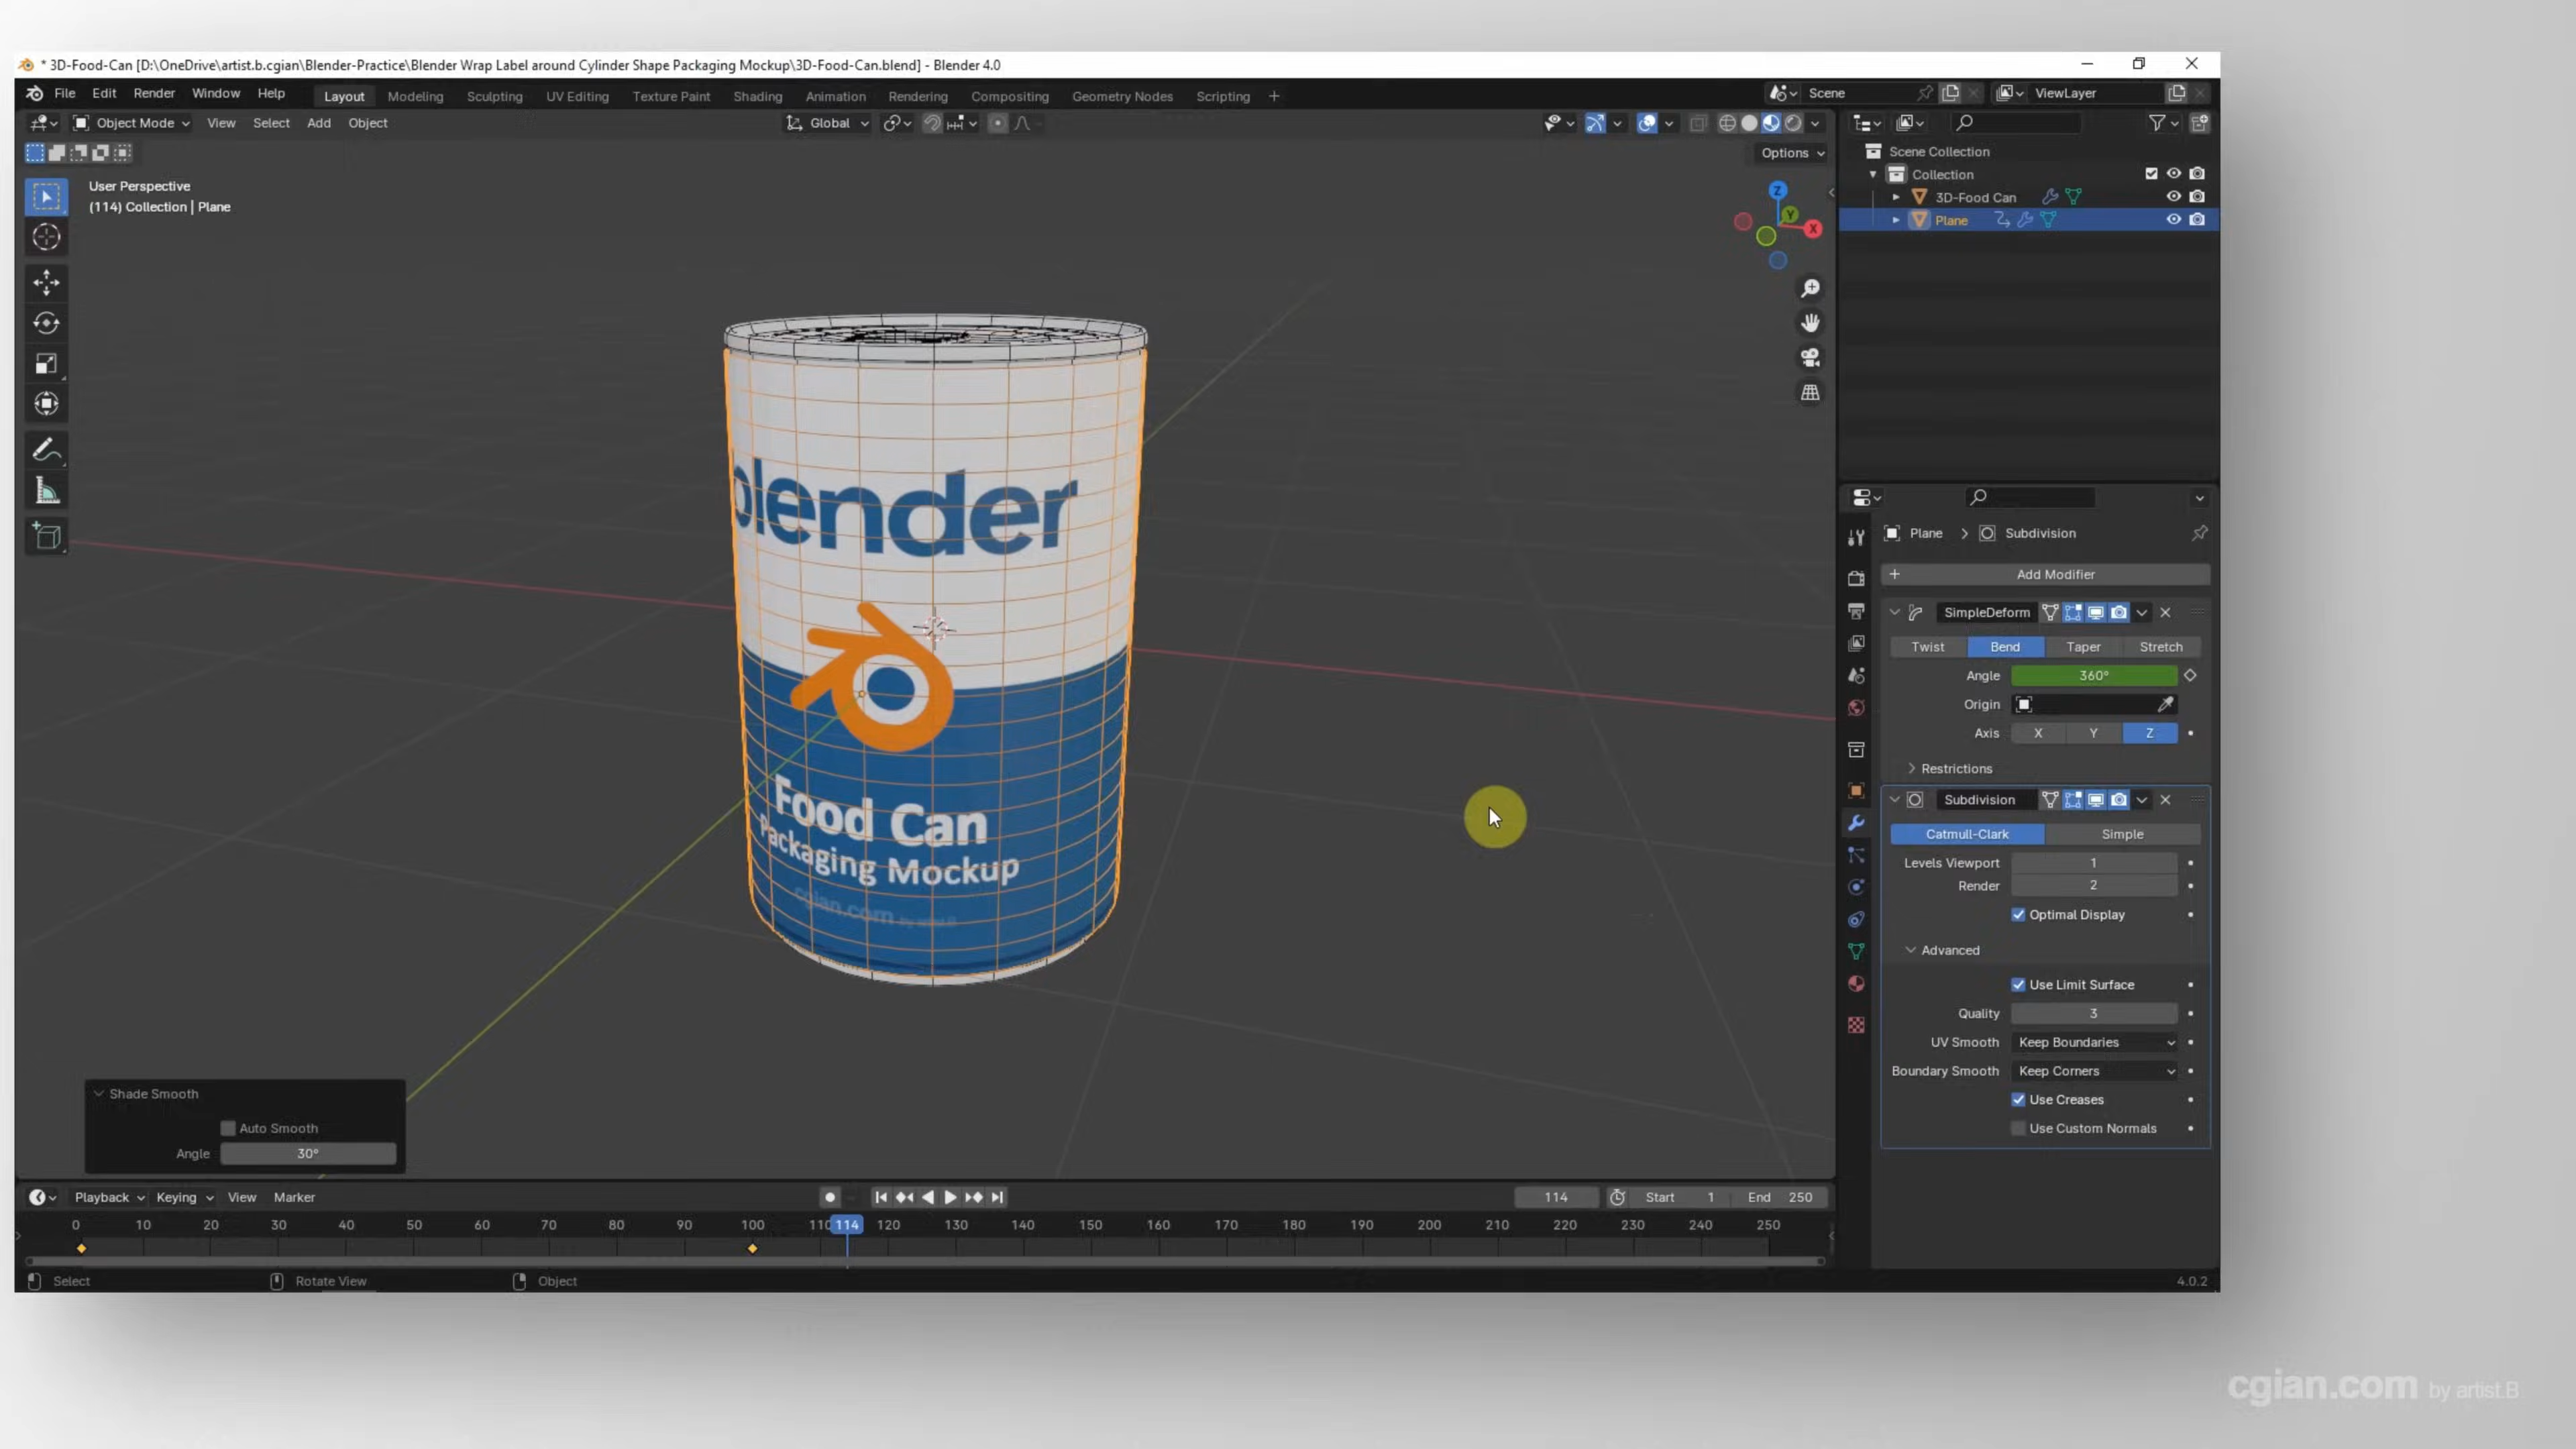 * 3D-Food-Can [D:\OneDrive\artist.b.cgian\Blender-Practice\Blender Wrap Label around Cylinder Shape Packaging Mockup\3D-Food-Can.blend] - Blender 4.0
File Edit Render Window Help Layout Modeling Sculpting UV Editing Texture Paint Shading Animation Rendering Compositing Geometry Nodes Scripting + Scene ViewLayer
Object Mode View Select Add Object Global
Options
User Perspective
(114) Collection | Plane
Z
Y
X
blender
Food Can
Packaging Mockup
cgian.com by artist.B
Scene Collection
Collection
3D-Food Can
Plane
Plane > Subdivision
+ Add Modifier
SimpleDeform
Twist Bend Taper Stretch
Angle 360°
Origin
Axis X Y Z
Restrictions
Subdivision
Catmull-Clark Simple
Levels Viewport 1
Render 2
Optimal Display
Advanced
Use Limit Surface
Quality 3
UV Smooth Keep Boundaries
Boundary Smooth Keep Corners
Use Creases
Use Custom Normals
Shade Smooth
Auto Smooth
Angle 30°
Playback Keying View Marker 114 Start 1 End 250
0 10 20 30 40 50 60 70 80 90 100 110 114 120 130 140 150 160 170 180 190 200 210 220 230 240 250
Select Rotate View Object 4.0.2
cgian.com by artist.B